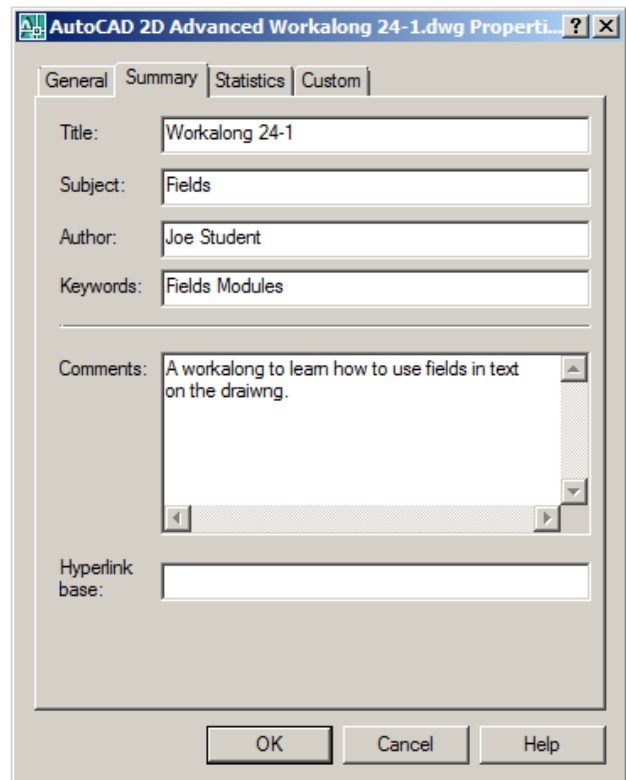 AutoCAD 2D Advanced Workalong 24-1.dwg Properti... ? X
General Summary Statistics Custom
Title: Workalong 24-1
Subject: Fields
Author: Joe Student
Keywords: Fields Modules
Comments: A workalong to learn how to use fields in text
on the draiwng.
Hyperlink
base:
OK Cancel Help